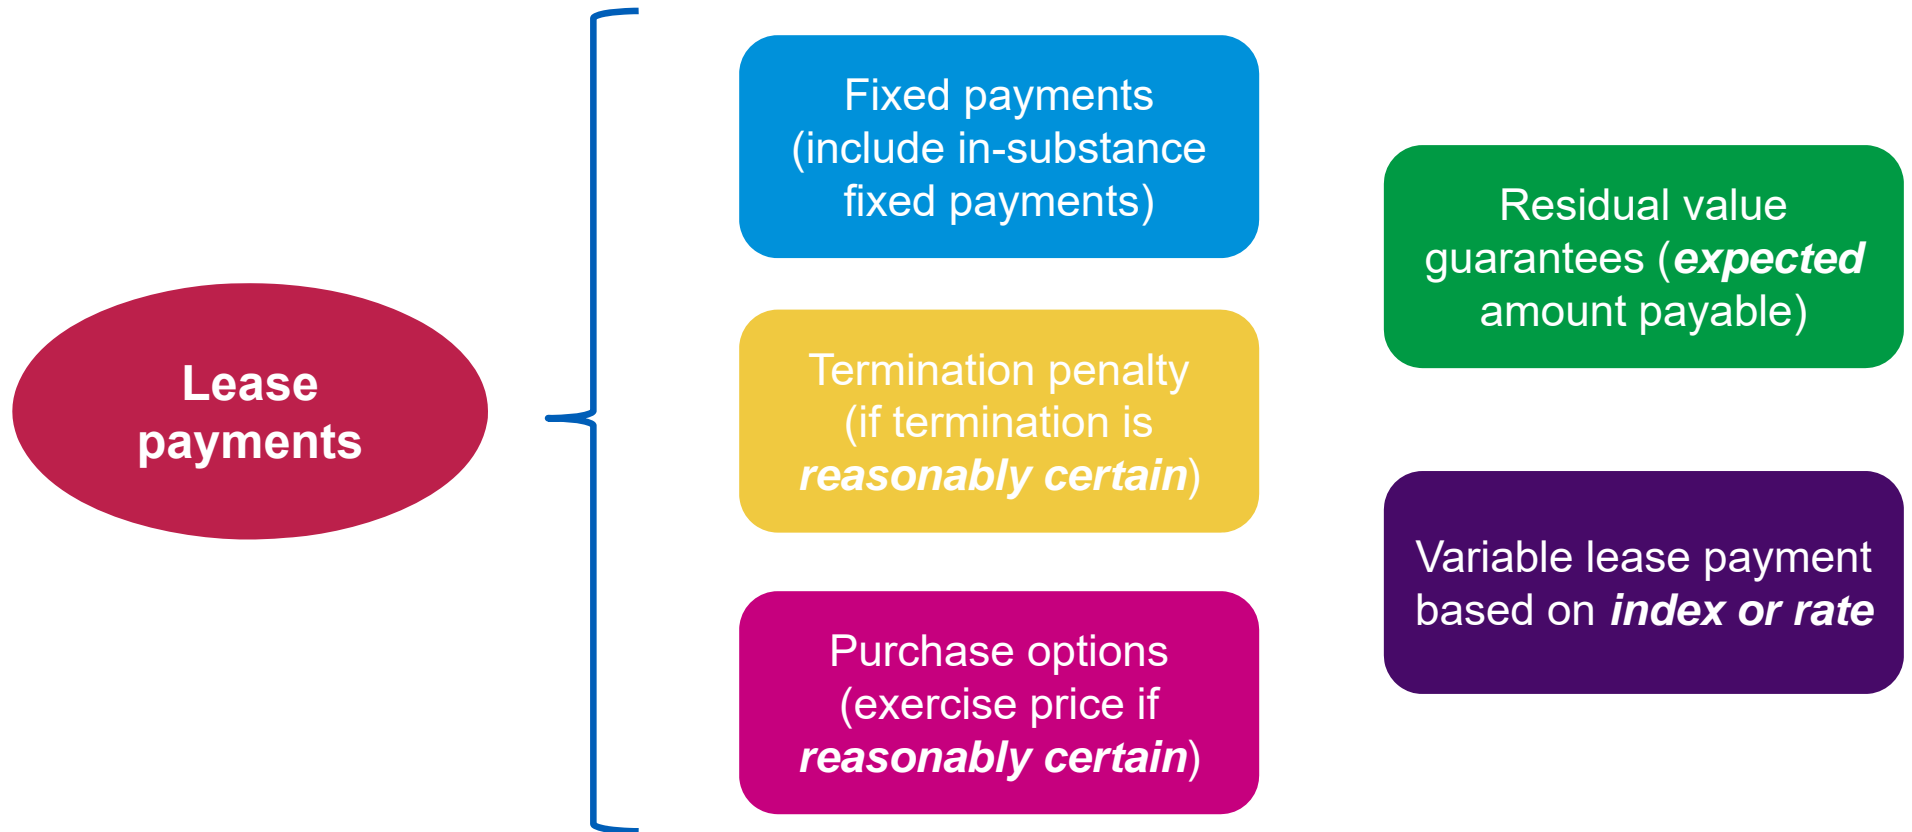 Lease
payments
Fixed payments
(include in-substance
fixed payments)
Termination penalty
(if termination is
reasonably certain)
Purchase options
(exercise price if
reasonably certain)
Residual value
guarantees (expected
amount payable)
Variable lease payment
based on index or rate